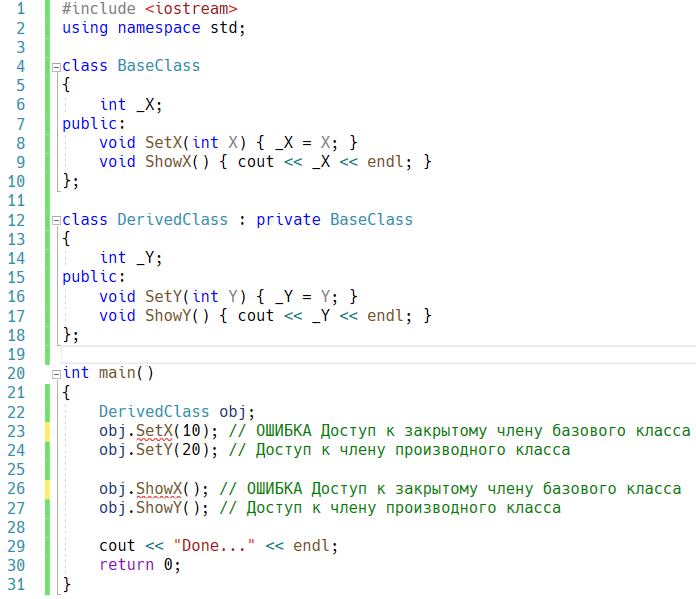 1 #include <iostream>
2 using namespace std;
3
4 class BaseClass
5 {
6     int _X;
7 public:
8     void SetX(int X) { _X = X; }
9     void ShowX() { cout << _X << endl; }
10 };
11
12 class DerivedClass : private BaseClass
13 {
14     int _Y;
15 public:
16     void SetY(int Y) { _Y = Y; }
17     void ShowY() { cout << _Y << endl; }
18 };
19
20 int main()
21 {
22     DerivedClass obj;
23     obj.SetX(10); // ОШИБКА Доступ к закрытому члену базового класса
24     obj.SetY(20); // Доступ к члену производного класса
25
26     obj.ShowX(); // ОШИБКА Доступ к закрытому члену базового класса
27     obj.ShowY(); // Доступ к члену производного класса
28
29     cout << "Done..." << endl;
30     return 0;
31 }